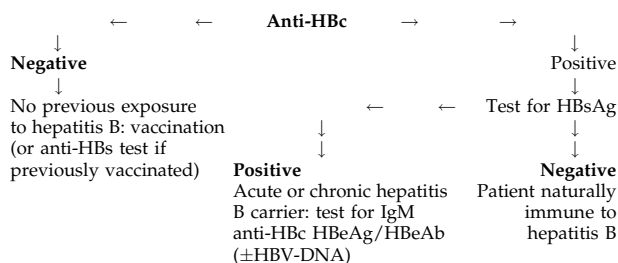 Anti-HBc
← ← → →
↓ ↓
Negative Positive
↓ ↓
No previous exposure ← ← Test for HBsAg
to hepatitis B: vaccination ↓ ↓
(or anti-HBs test if ↓ ↓
previously vaccinated) Positive Negative
Acute or chronic hepatitis Patient naturally
B carrier: test for IgM immune to
anti-HBc HBeAg/HBeAb hepatitis B
(±HBV-DNA)